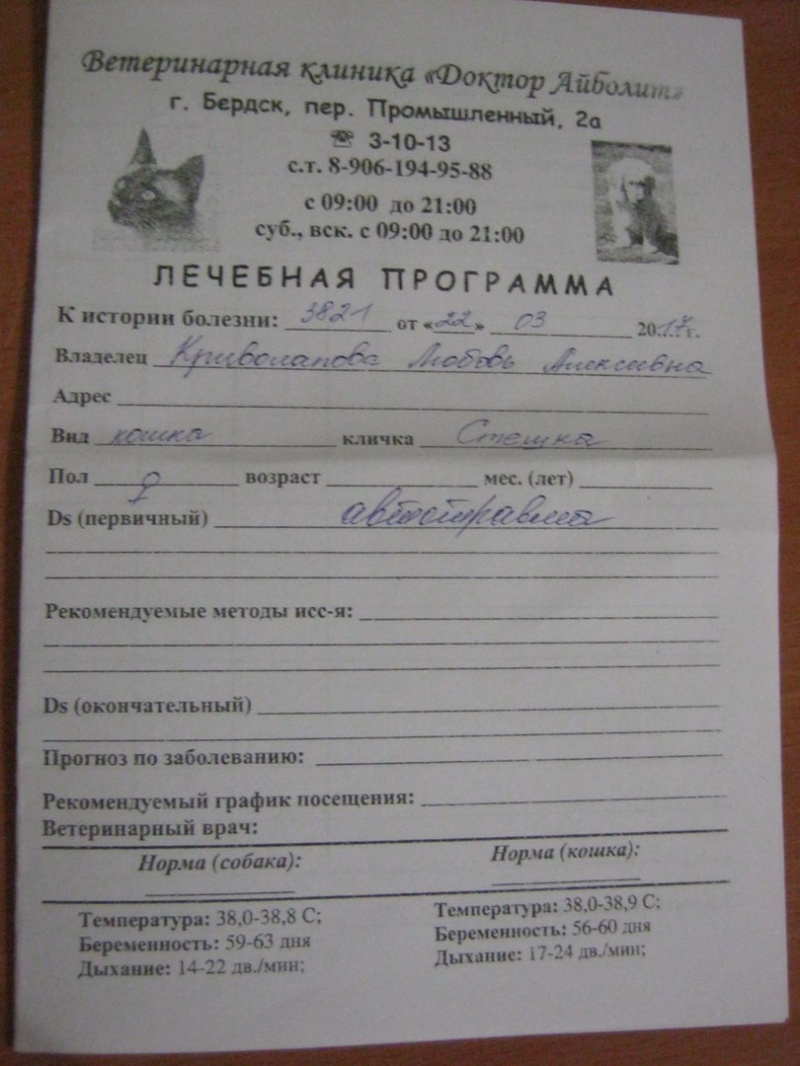 Ветеринарная клиника «Доктор Айболит»
г. Бердск, пер. Промышленный, 2а
☎ 3-10-13
с.т. 8-906-194-95-88
с 09:00 до 21:00
суб., вск. с 09:00 до 21:00
ЛЕЧЕБНАЯ ПРОГРАММА
К истории болезни: 3821 от «22» 03 2017 г.
Владелец Криволапова Любовь Алексеевна
Адрес
Вид кошка кличка Стешка
Пол ♀ возраст мес. (лет)
Ds (первичный) автотравма
Рекомендуемые методы исс-я:
Ds (окончательный)
Прогноз по заболеванию:
Рекомендуемый график посещения:
Ветеринарный врач:
Норма (собака): Норма (кошка):
Температура: 38,0-38,8 С; Температура: 38,0-38,9 С;
Беременность: 59-63 дня Беременность: 56-60 дня
Дыхание: 14-22 дв./мин; Дыхание: 17-24 дв./мин;